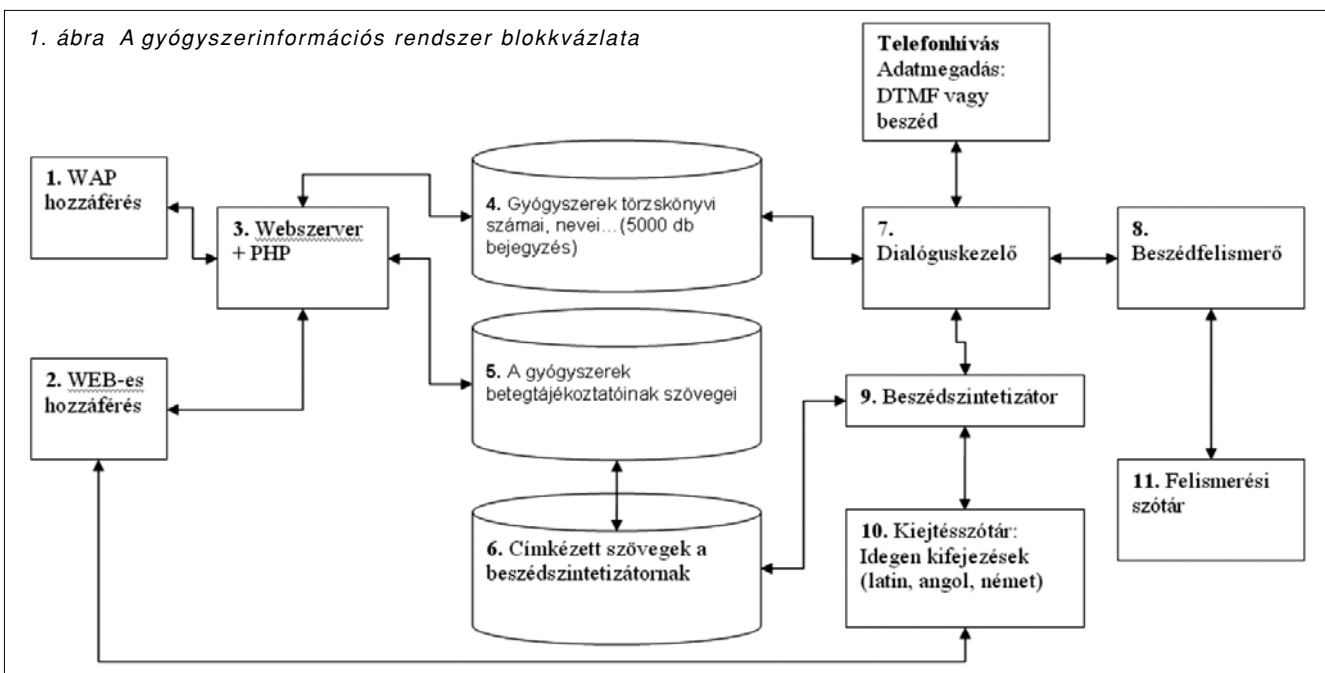 1. ábra A gyógyszerinformációs rendszer blokkvázlata
Telefonhívás
Adatmegadás:
DTMF vagy
beszéd
1. WAP
hozzáférés
3. Webszerver
+ PHP
4. Gyógyszerek törzskönyvi
számai, nevei... (5000 db
bejegyzés)
7.
Dialóguskezelő
8.
Beszédfelismerő
2. WEB-es
hozzáférés
5. A gyógyszerek
betegtájékoztatóinak szövegei
9. Beszédszintetizátor
6. Címkézett szövegek a
beszédszintetizátornak
10. Kiejtésszótár:
Idegen kifejezések
(latin, angol, német)
11. Felismerési
szótár